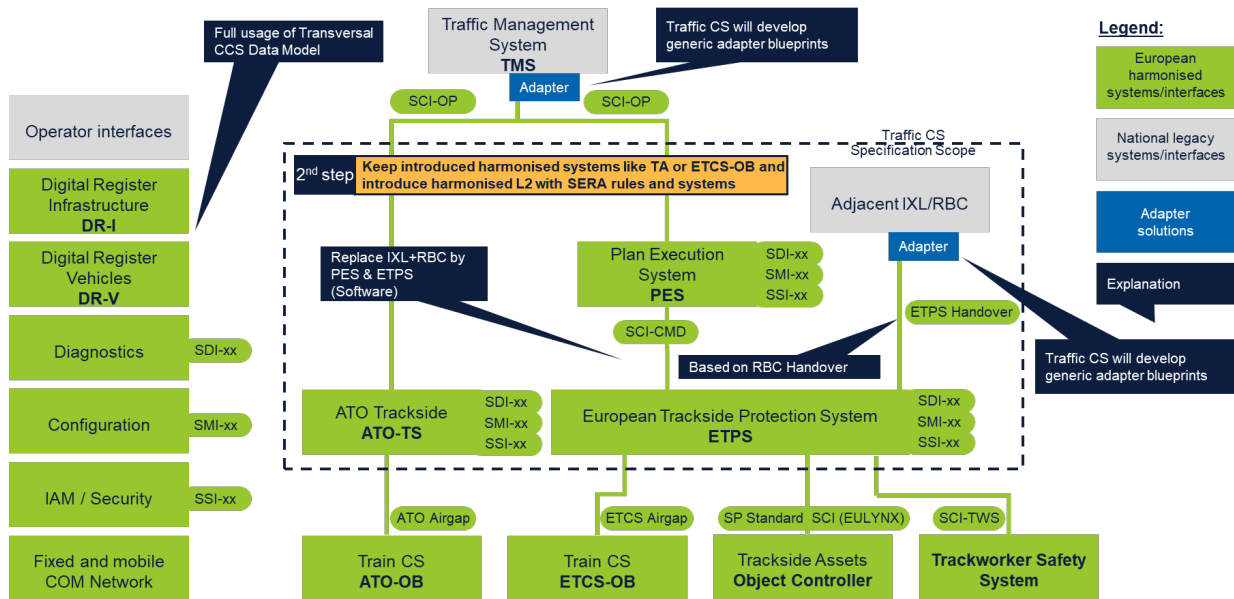 Full usage of Transversal
CCS Data Model
Traffic Management
System
TMS
Adapter
Traffic CS will develop
generic adapter blueprints
Legend:
European
harmonised
systems/interfaces
National legacy
systems/interfaces
Adapter
solutions
Explanation
SCI-OP
SCI-OP
Operator interfaces
Digital Register
Infrastructure
DR-I
Digital Register
Vehicles
DR-V
Diagnostics
SDI-xx
Configuration
SMI-xx
IAM / Security
SSI-xx
Fixed and mobile
COM Network
Traffic CS
Specification Scope
2nd step
Keep introduced harmonised systems like TA or ETCS-OB and
introduce harmonised L2 with SERA rules and systems
Adjacent IXL/RBC
Adapter
Replace IXL+RBC by
PES & ETPS
(Software)
Plan Execution
System
PES
SDI-xx
SMI-xx
SSI-xx
ETPS Handover
SCI-CMD
Based on RBC Handover
Traffic CS will develop
generic adapter blueprints
ATO Trackside
ATO-TS
SDI-xx
SMI-xx
SSI-xx
European Trackside Protection System
ETPS
SDI-xx
SMI-xx
SSI-xx
ATO Airgap
ETCS Airgap
SP Standard SCI (EULYNX)
SCI-TWS
Train CS
ATO-OB
Train CS
ETCS-OB
Trackside Assets
Object Controller
Trackworker Safety
System